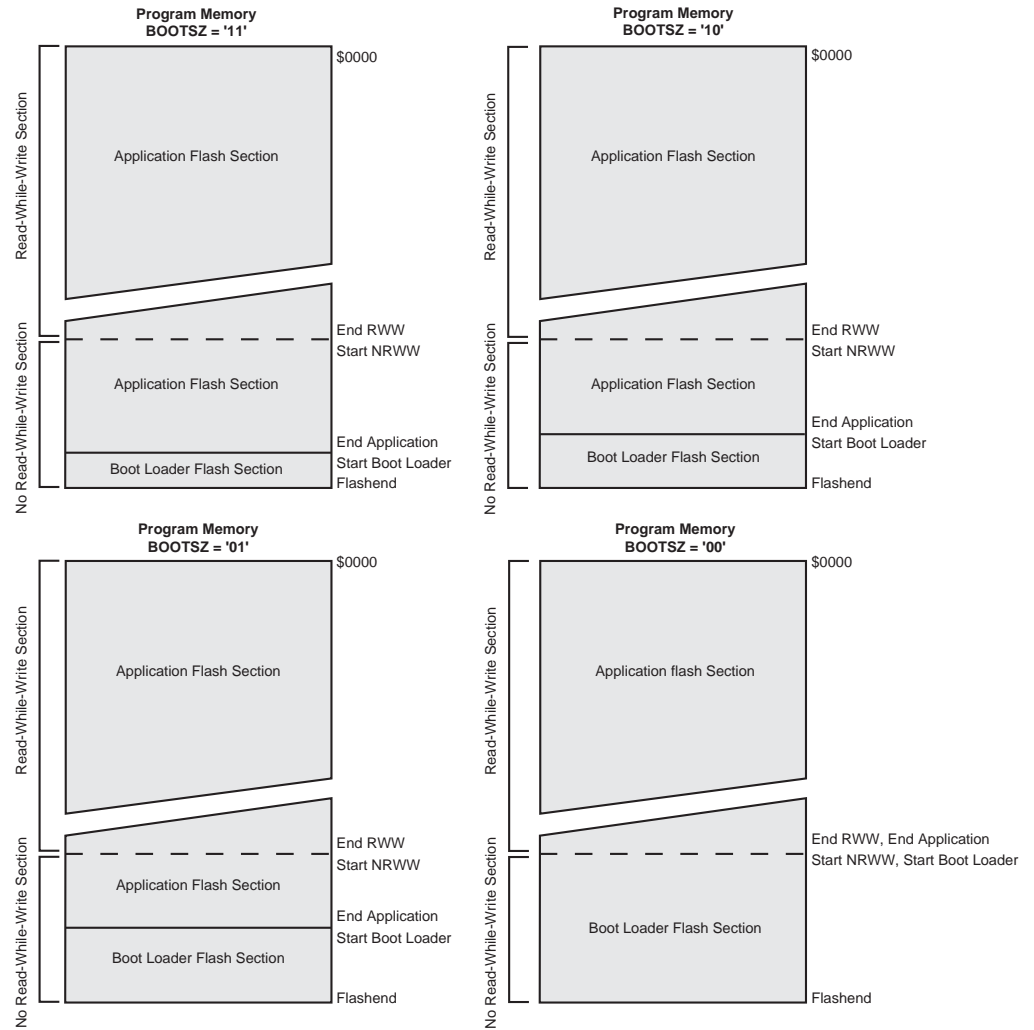 Program Memory
BOOTSZ = '11'
$0000
Read-While-Write Section
Application Flash Section
End RWW
Start NRWW
No Read-While-Write Section
Application Flash Section
End Application
Start Boot Loader
Boot Loader Flash Section
Flashend
Program Memory
BOOTSZ = '10'
$0000
Read-While-Write Section
Application Flash Section
End RWW
Start NRWW
No Read-While-Write Section
Application Flash Section
End Application
Start Boot Loader
Boot Loader Flash Section
Flashend
Program Memory
BOOTSZ = '01'
$0000
Read-While-Write Section
Application Flash Section
End RWW
Start NRWW
No Read-While-Write Section
Application Flash Section
End Application
Start Boot Loader
Boot Loader Flash Section
Flashend
Program Memory
BOOTSZ = '00'
$0000
Read-While-Write Section
Application flash Section
End RWW, End Application
Start NRWW, Start Boot Loader
No Read-While-Write Section
Boot Loader Flash Section
Flashend